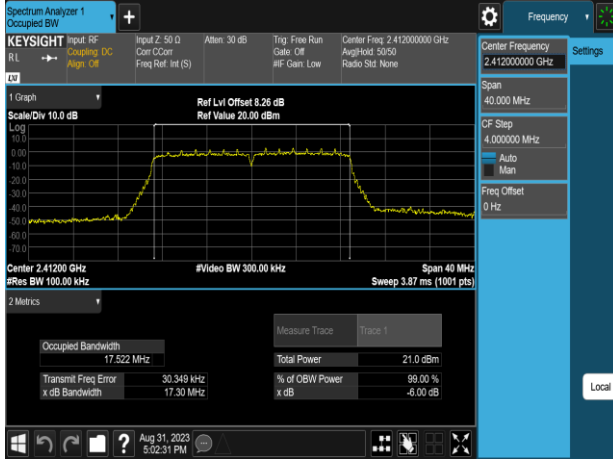 Spectrum Analyzer 1
Occupied BW
Frequency
KEYSIGHT
RL
LXI
Input: RF
Coupling: DC
Align: Off
Input Z: 50 Ω
Corr CCorr
Freq Ref: Int (S)
Atten: 30 dB
Trig: Free Run
Gate: Off
#IF Gain: Low
Center Freq: 2.412000000 GHz
Avg|Hold: 50/50
Radio Std: None
Center Frequency
2.412000000 GHz
Settings
Span
40.000 MHz
CF Step
4.000000 MHz
Auto
Man
Freq Offset
0 Hz
Local
1 Graph
Scale/Div 10.0 dB
Ref Lvl Offset 8.26 dB
Ref Value 20.00 dBm
Log
10.0
0.00
-10.0
-20.0
-30.0
-40.0
-50.0
-60.0
-70.0
Center 2.41200 GHz
#Res BW 100.00 kHz
#Video BW 300.00 kHz
Span 40 MHz
Sweep 3.87 ms (1001 pts)
2 Metrics
Measure Trace
Trace 1
Occupied Bandwidth
17.522 MHz
Total Power
21.0 dBm
Transmit Freq Error
30.349 kHz
% of OBW Power
99.00 %
x dB Bandwidth
17.30 MHz
x dB
-6.00 dB
?
Aug 31, 2023
5:02:31 PM